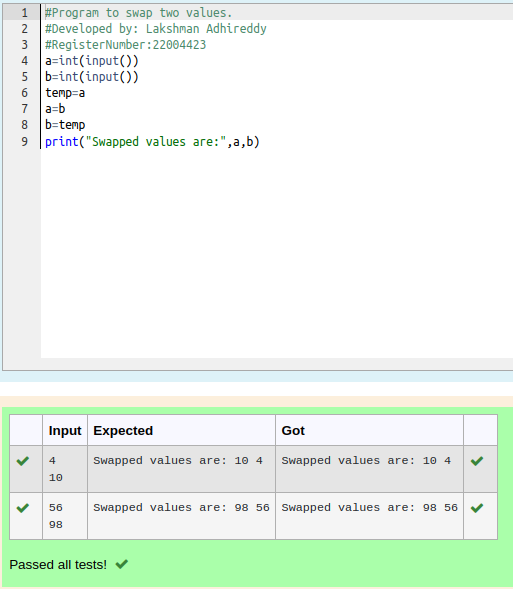 1 #Program to swap two values.
2 #Developed by: Lakshman Adhireddy
3 #RegisterNumber:22004423
4 a=int(input())
5 b=int(input())
6 temp=a
7 a=b
8 b=temp
9 print("Swapped values are:",a,b)
Input Expected Got
4 Swapped values are: 10 4 Swapped values are: 10 4
10
56 Swapped values are: 98 56 Swapped values are: 98 56
98
Passed all tests!